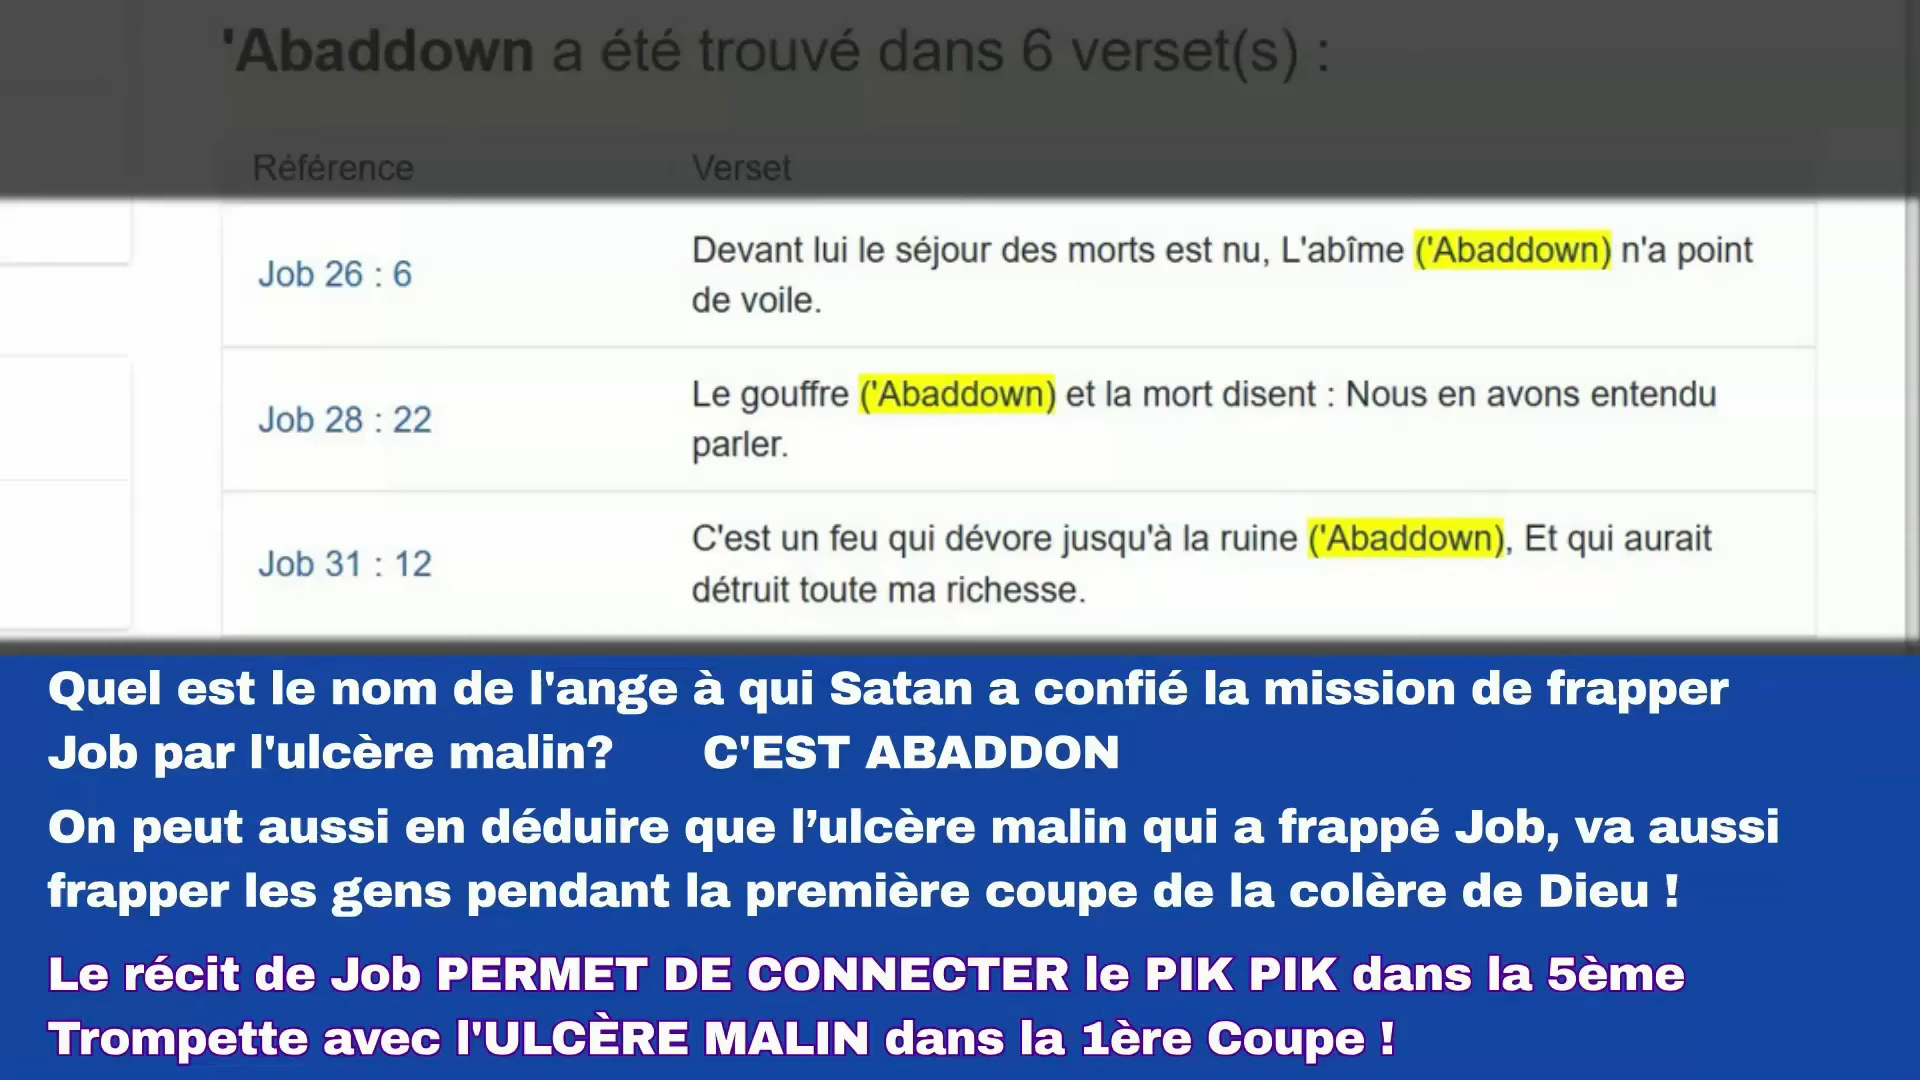 'Abaddown a été trouvé dans 6 verset(s) :
Référence Verset
Job 26 : 6 Devant lui le séjour des morts est nu, L'abîme ('Abaddown) n'a point
de voile.
Job 28 : 22 Le gouffre ('Abaddown) et la mort disent : Nous en avons entendu
parler.
Job 31 : 12 C'est un feu qui dévore jusqu'à la ruine ('Abaddown), Et qui aurait
détruit toute ma richesse.
Quel est le nom de l'ange à qui Satan a confié la mission de frapper
Job par l'ulcère malin? C'EST ABADDON
On peut aussi en déduire que l’ulcère malin qui a frappé Job, va aussi
frapper les gens pendant la première coupe de la colère de Dieu !
Le récit de Job PERMET DE CONNECTER le PIK PIK dans la 5ème
Trompette avec l'ULCÈRE MALIN dans la 1ère Coupe !